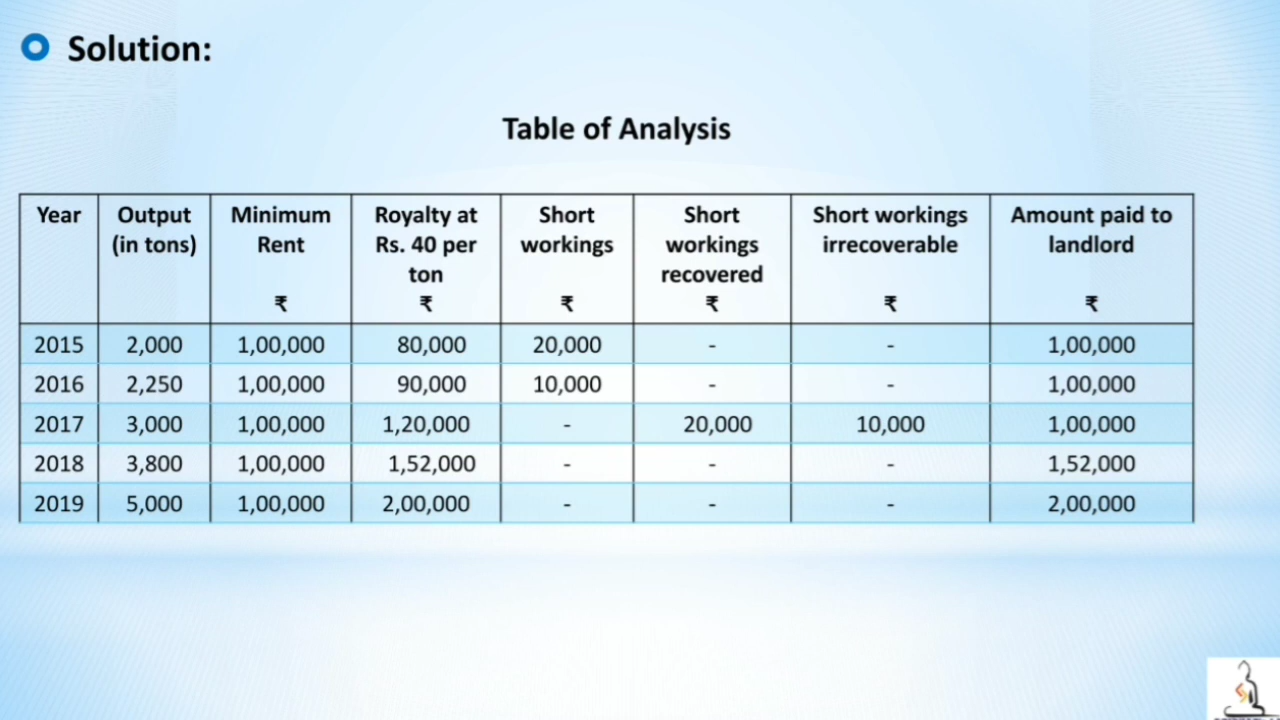 Solution:
Table of Analysis
Year Output Minimum Royalty at Short Short Short workings Amount paid to
(in tons) Rent Rs. 40 per workings workings irrecoverable landlord
ton recovered
₹ ₹ ₹ ₹ ₹ ₹
2015 2,000 1,00,000 80,000 20,000 - - 1,00,000
2016 2,250 1,00,000 90,000 10,000 - - 1,00,000
2017 3,000 1,00,000 1,20,000 - 20,000 10,000 1,00,000
2018 3,800 1,00,000 1,52,000 - - - 1,52,000
2019 5,000 1,00,000 2,00,000 - - - 2,00,000